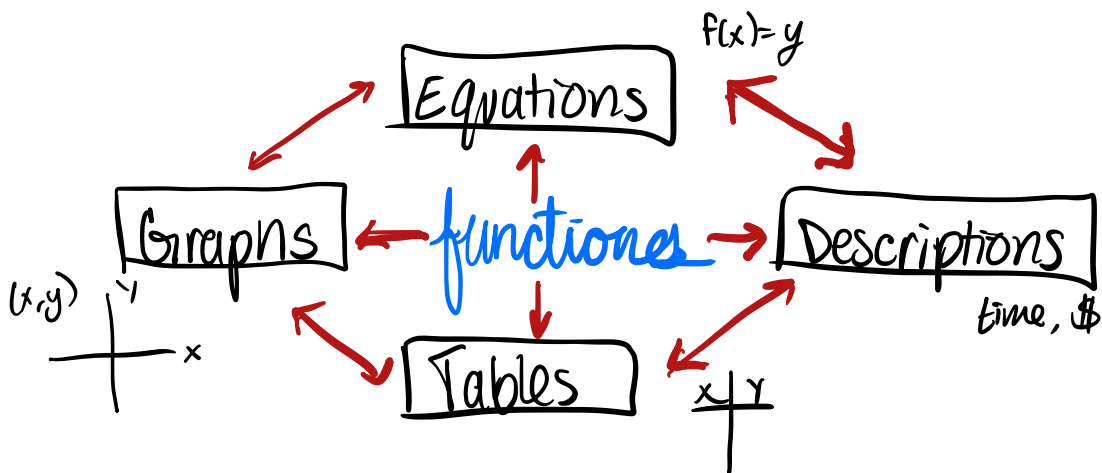 f(x)= y
Equations
Graphs
functiones
Descriptions
(x,y)
y
x
time, $
Tables
x y